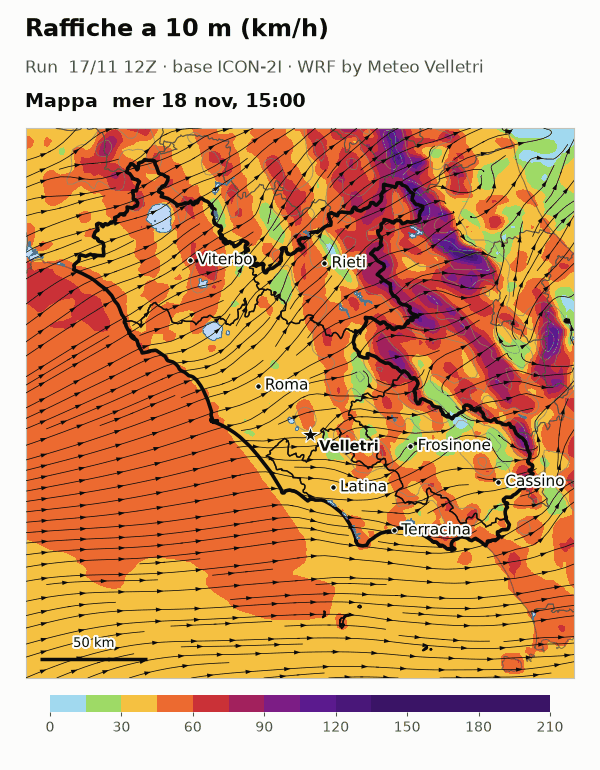 Raffiche a 10 m (km/h)
Run  17/11 12Z · base ICON-2I · WRF by Meteo Velletri
Mappa  mer 18 nov, 15:00
Viterbo
Rieti
Roma
Velletri
Frosinone
Latina
Cassino
Terracina
50 km
0 30 60 90 120 150 180 210